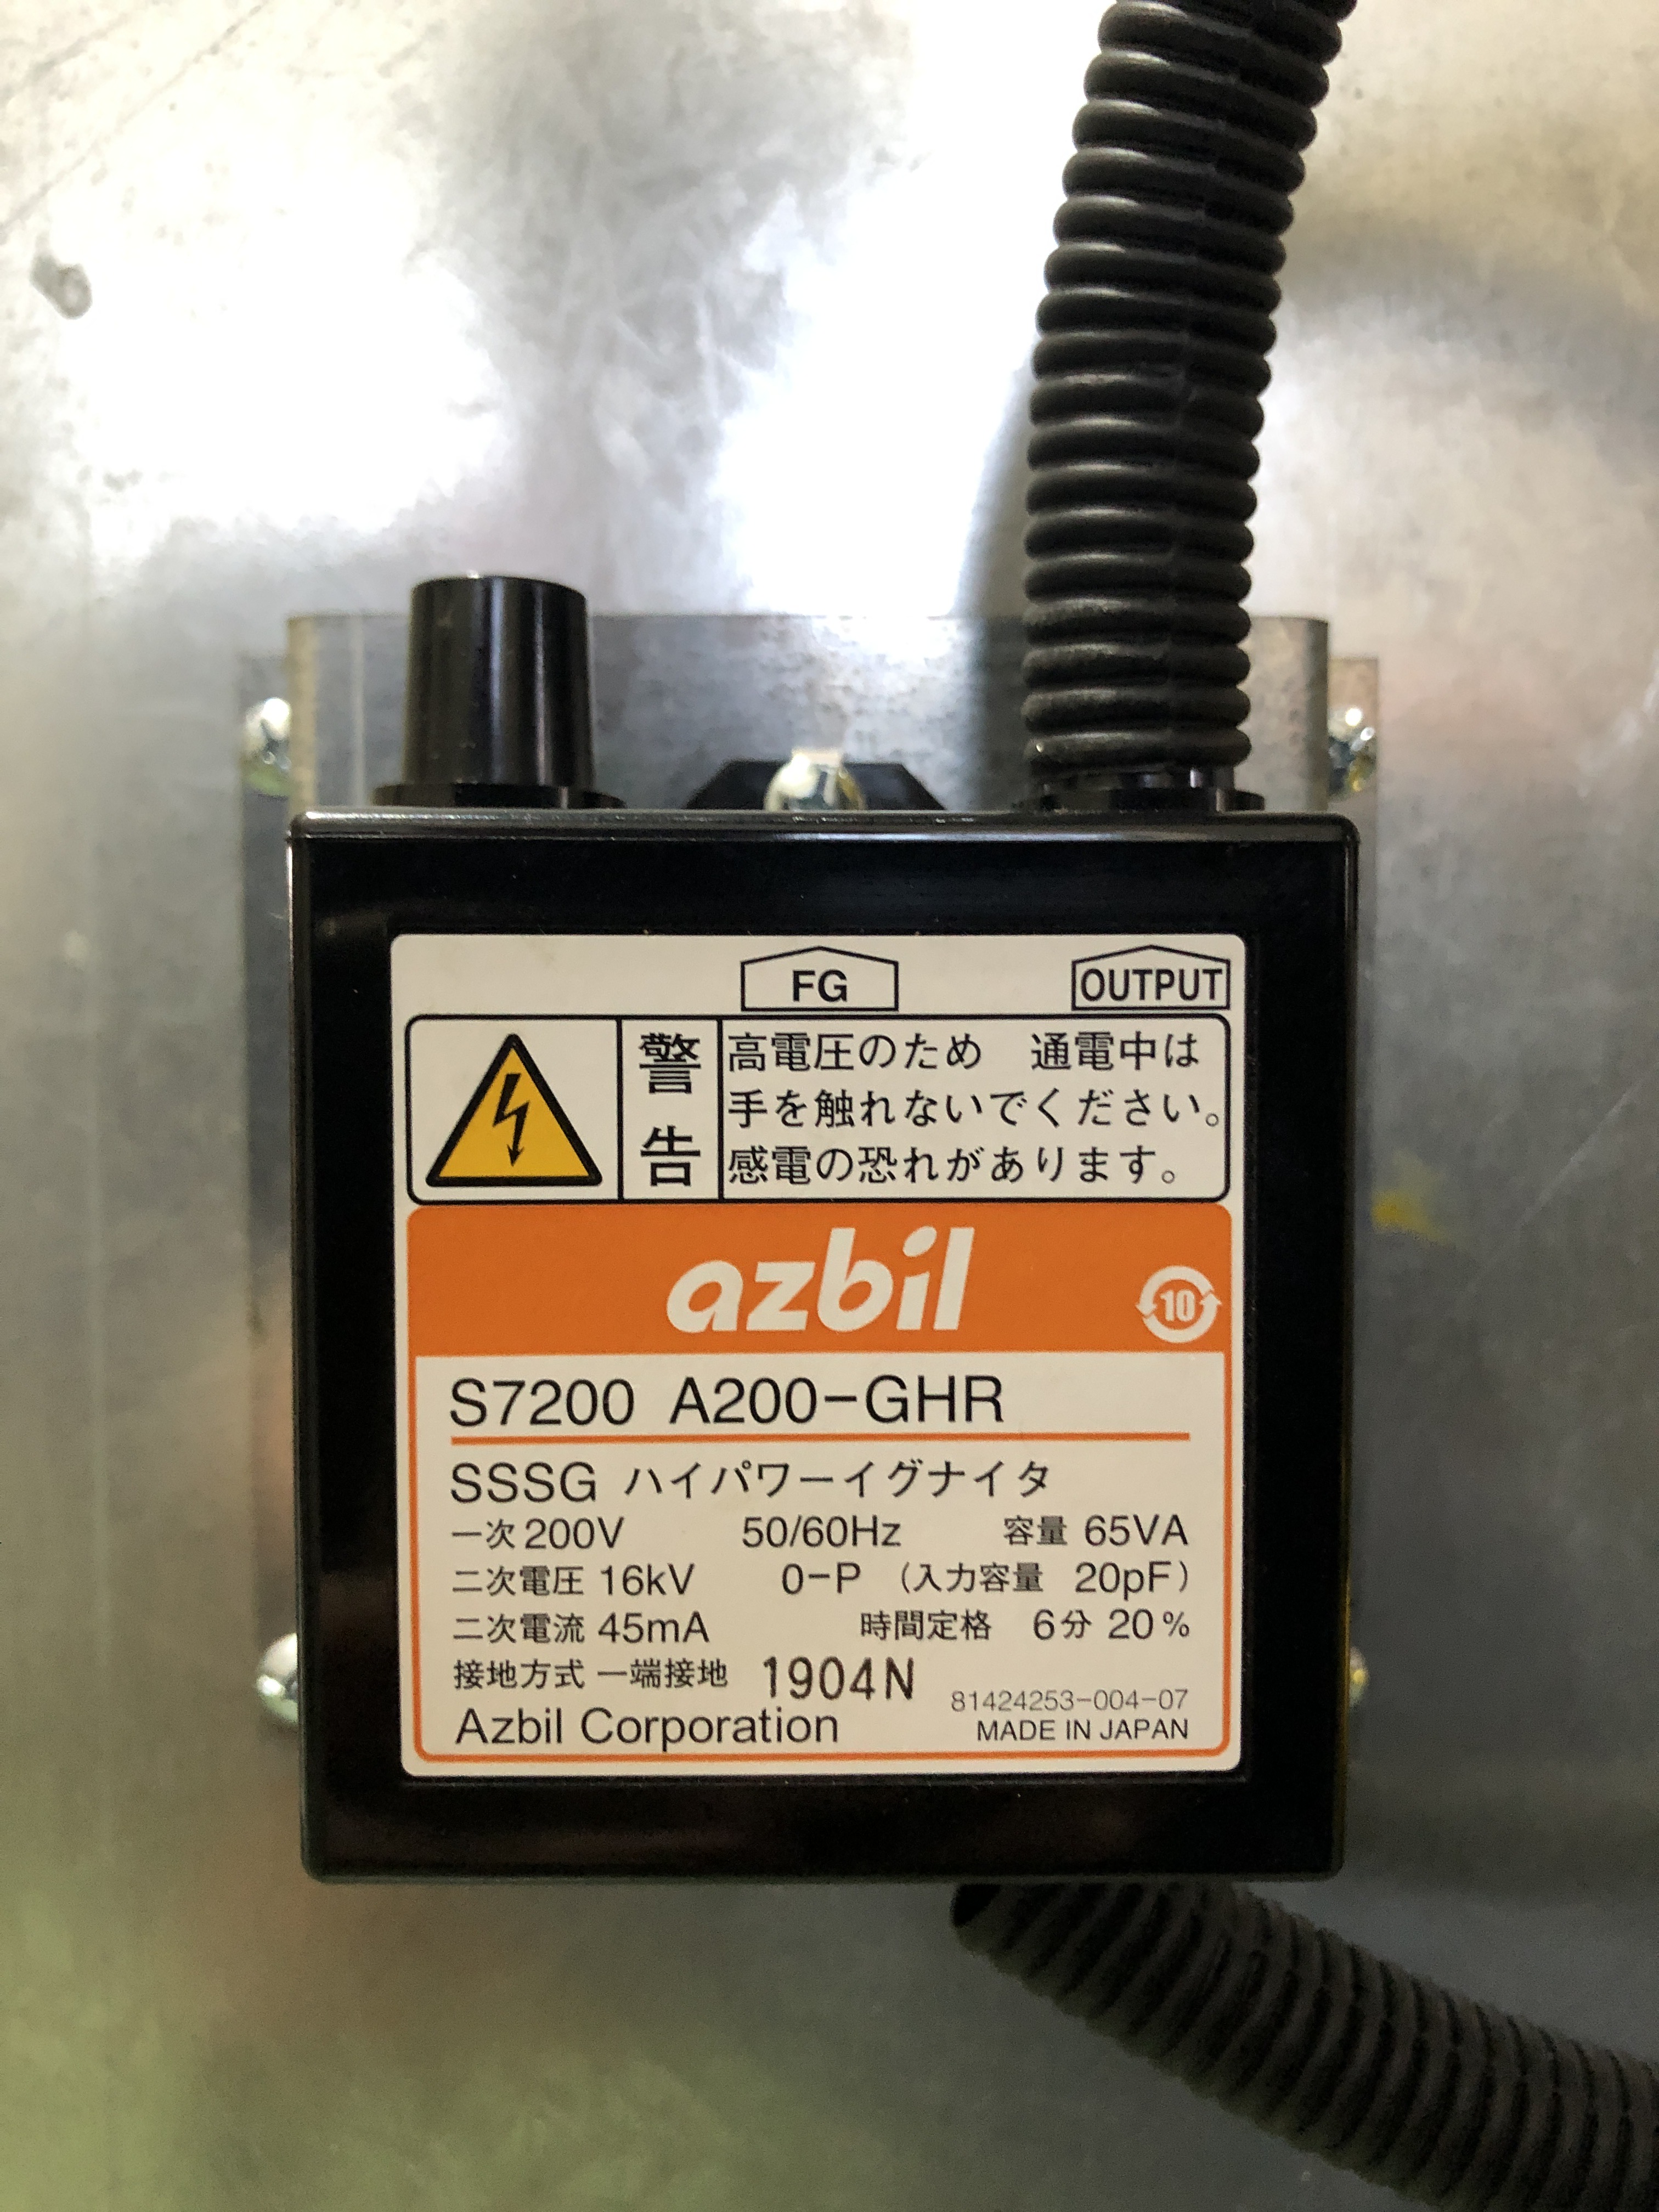 FG OUTPUT
警告
高電圧のため　通電中は
手を触れないでください。
感電の恐れがあります。
azbil
10
S7200 A200-GHR
SSSG ハイパワーイグナイタ
一次 200V 50/60Hz 容量 65VA
二次電圧 16kV 0-P （入力容量 20pF）
二次電流 45mA 時間定格 6分 20%
接地方式 一端接地 1904N
81424253-004-07
Azbil Corporation MADE IN JAPAN